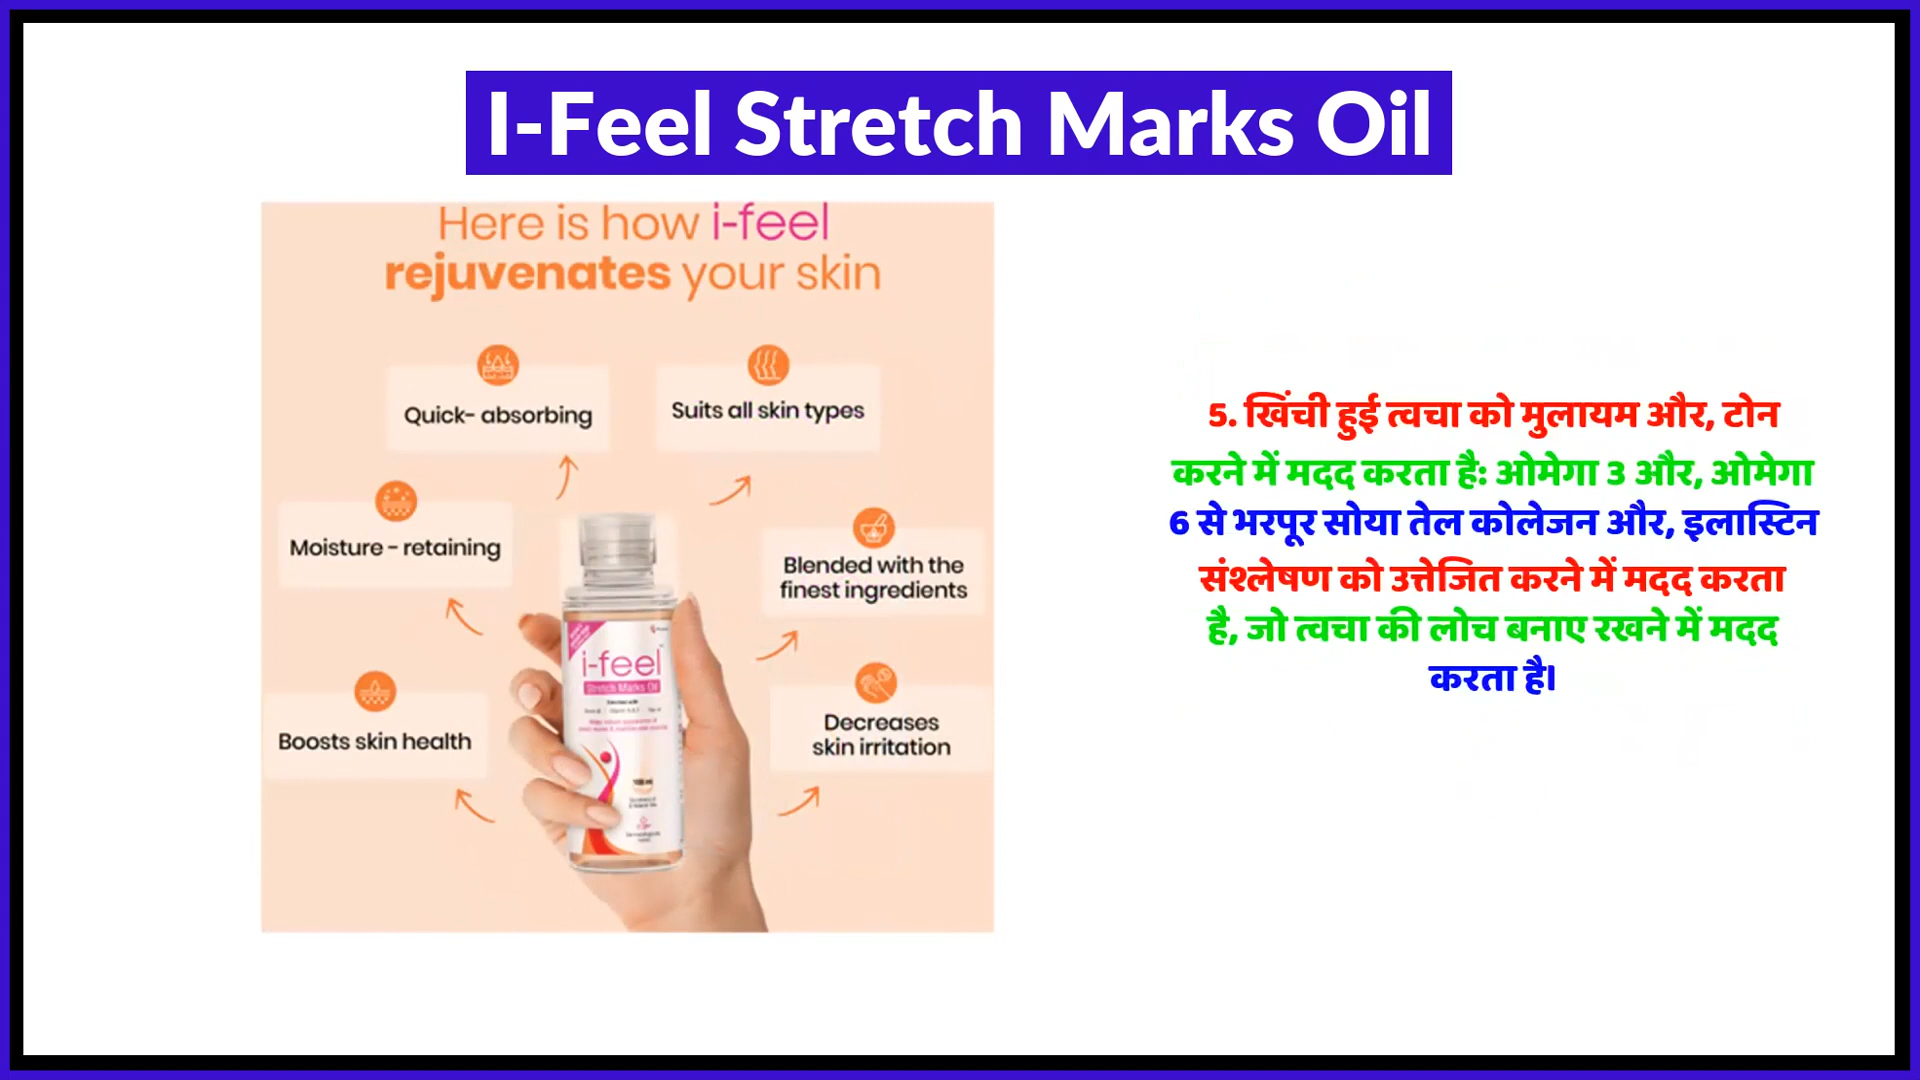 I-Feel Stretch Marks Oil
Here is how i-feel
rejuvenates your skin
Quick- absorbing
Suits all skin types
Moisture - retaining
Blended with the
finest ingredients
Boosts skin health
Decreases
skin irritation
i-feel
Stretch Marks Oil
5. खिंची हुई त्वचा को मुलायम और, टोन
करने में मदद करता है: ओमेगा 3 और, ओमेगा
6 से भरपूर सोया तेल कोलेजन और, इलास्टिन
संश्लेषण को उत्तेजित करने में मदद करता
है, जो त्वचा की लोच बनाए रखने में मदद
करता है।